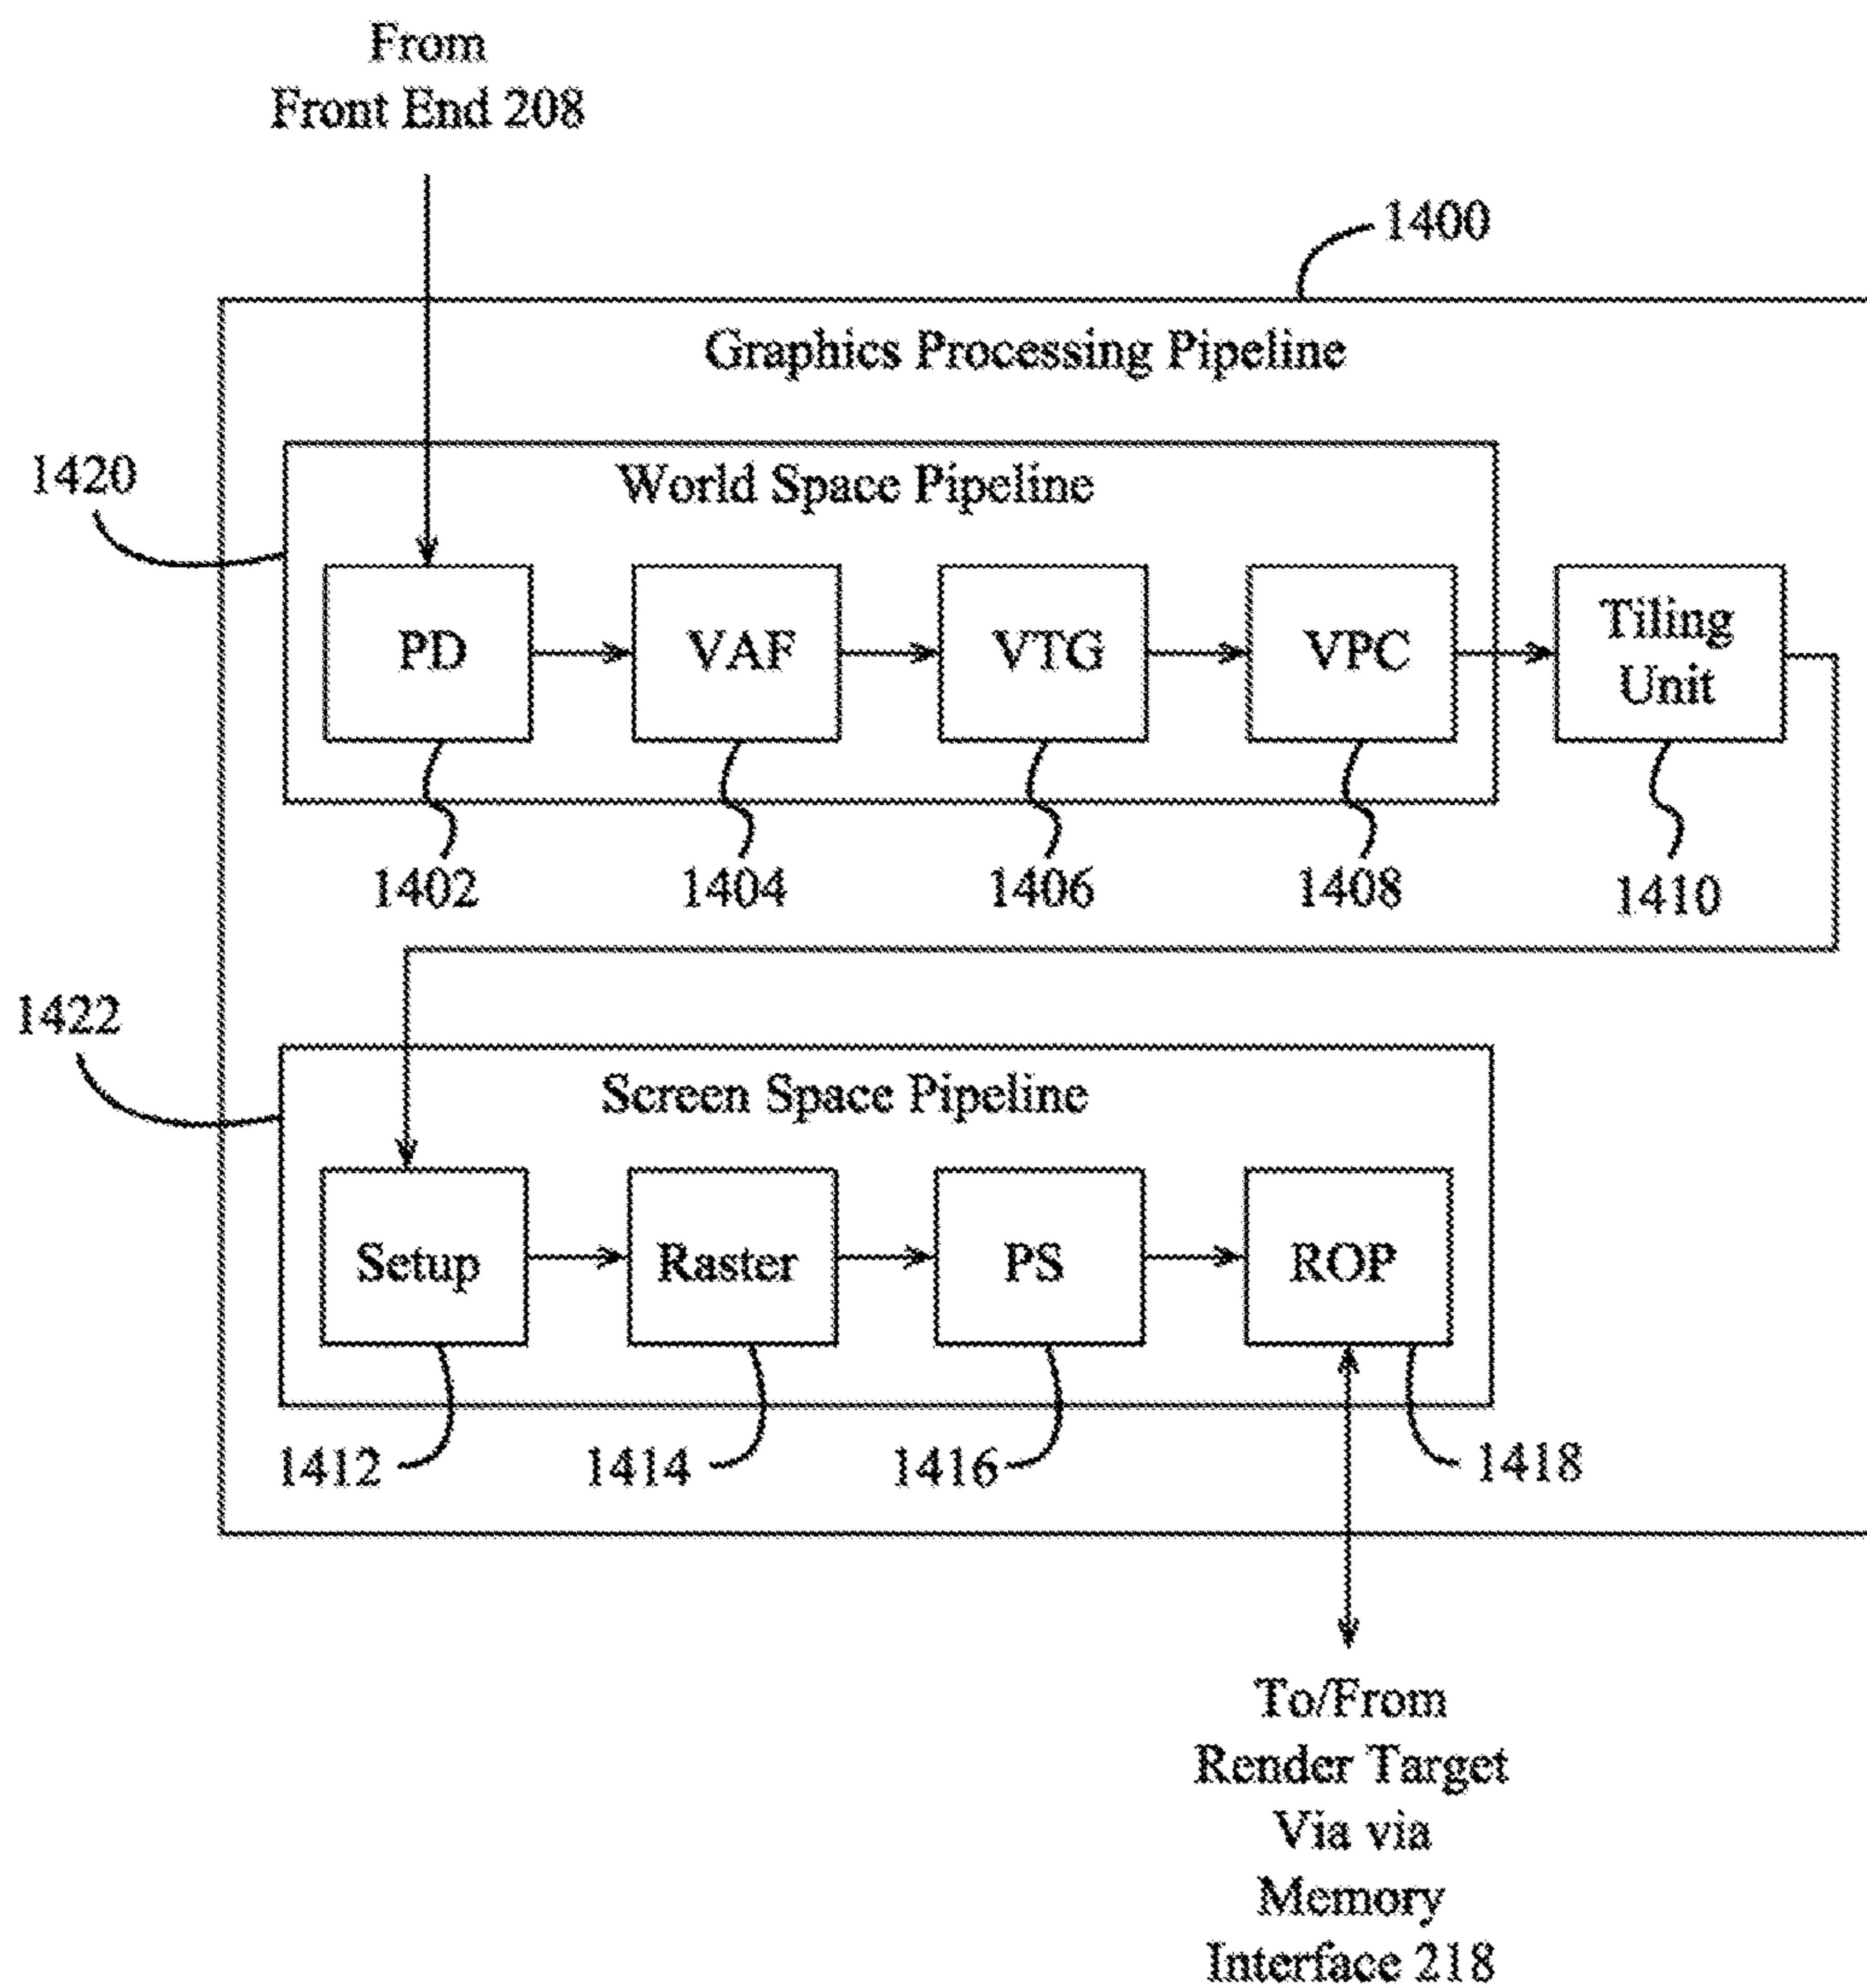 From
Front End 208
1400
Graphics Processing Pipeline
1420
World Space Pipeline
PD
VAF
VTG
VPC
Tiling
Unit
1402
1404
1406
1408
1410
1422
Screen Space Pipeline
Setup
Raster
PS
ROP
1412
1414
1416
1418
To/From
Render Target
Via via
Memory
Interface 218